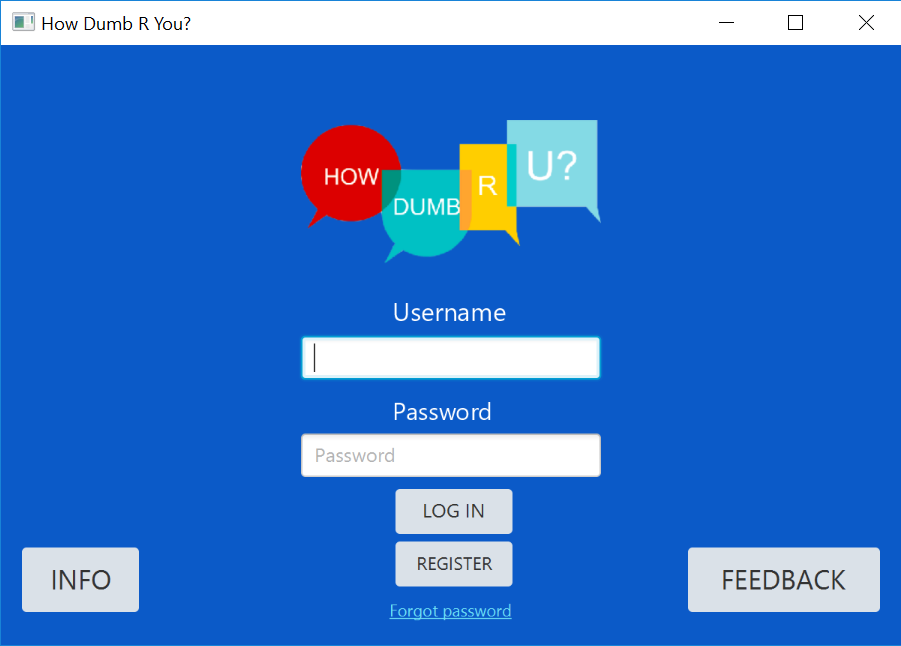 How Dumb R You?
HOW
DUMB
R
U?
Username
Password
Password
LOG IN
REGISTER
INFO
FEEDBACK
Forgot password